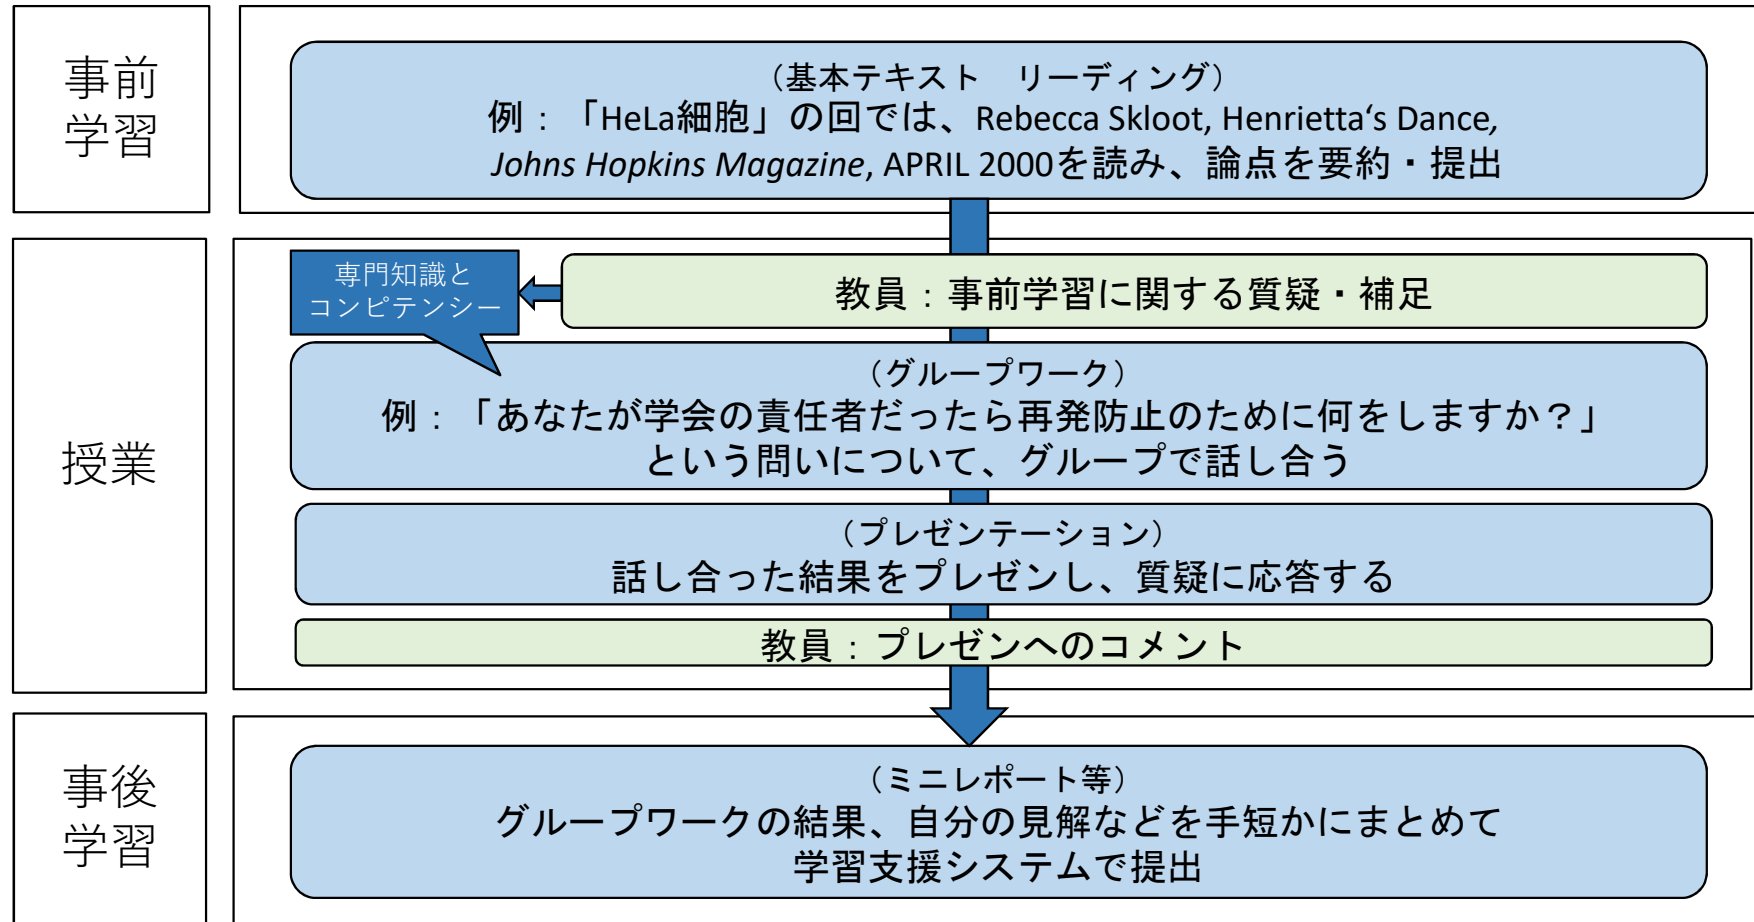 事前
学習
（基本テキスト　リーディング）
例：「HeLa細胞」の回では、Rebecca Skloot, Henrietta‘s Dance,
Johns Hopkins Magazine, APRIL 2000を読み、論点を要約・提出
授業
専門知識と
コンピテンシー
教員：事前学習に関する質疑・補足
（グループワーク）
例：「あなたが学会の責任者だったら再発防止のために何をしますか？」
という問いについて、グループで話し合う
（プレゼンテーション）
話し合った結果をプレゼンし、質疑に応答する
教員：プレゼンへのコメント
事後
学習
（ミニレポート等）
グループワークの結果、自分の見解などを手短かにまとめて
学習支援システムで提出